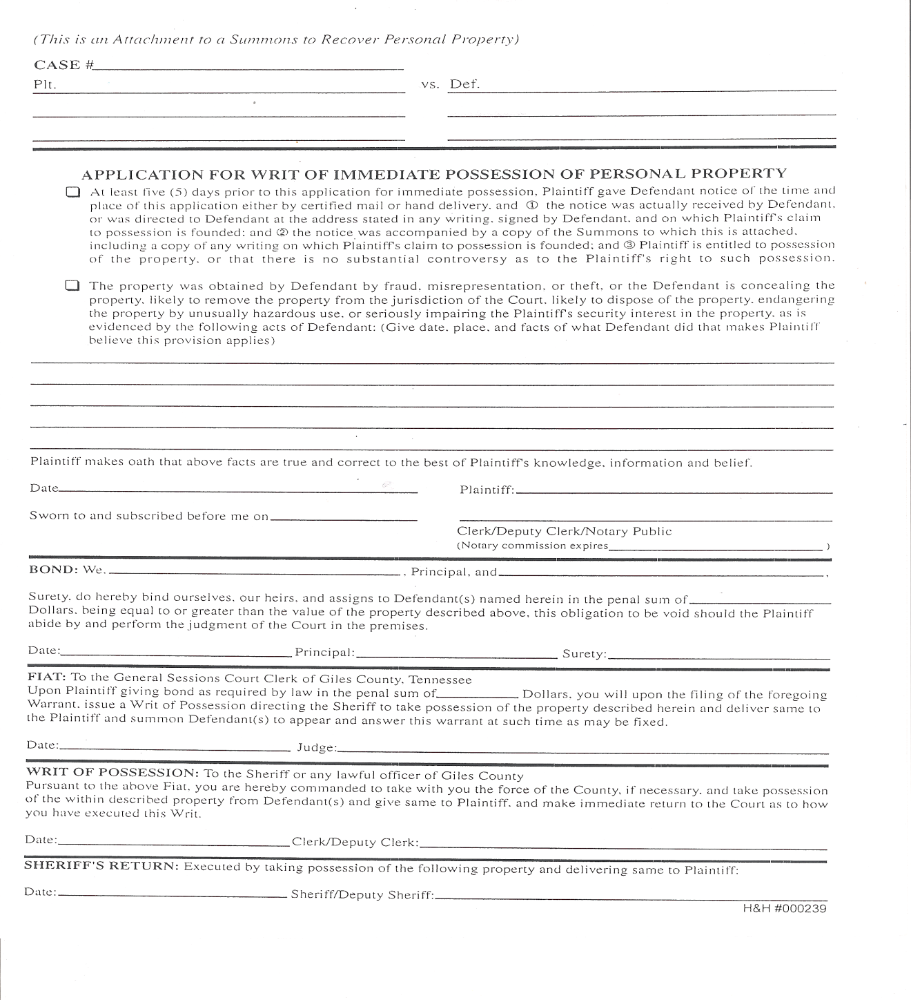 (This is an Attachment to a Summons to Recover Personal Property)
CASE #
Plt. vs. Def.
APPLICATION FOR WRIT OF IMMEDIATE POSSESSION OF PERSONAL PROPERTY
At least five (5) days prior to this application for immediate possession, Plaintiff gave Defendant notice of the time and
place of this application either by certified mail or hand delivery, and ① the notice was actually received by Defendant,
or was directed to Defendant at the address stated in any writing, signed by Defendant, and on which Plaintiff's claim
to possession is founded; and ② the notice was accompanied by a copy of the Summons to which this is attached,
including a copy of any writing on which Plaintiff's claim to possession is founded; and ③ Plaintiff is entitled to possession
of the property, or that there is no substantial controversy as to the Plaintiff's right to such possession.
The property was obtained by Defendant by fraud, misrepresentation, or theft, or the Defendant is concealing the
property, likely to remove the property from the jurisdiction of the Court, likely to dispose of the property, endangering
the property by unusually hazardous use, or seriously impairing the Plaintiff's security interest in the property, as is
evidenced by the following acts of Defendant: (Give date, place, and facts of what Defendant did that makes Plaintiff
believe this provision applies)
Plaintiff makes oath that above facts are true and correct to the best of Plaintiff's knowledge, information and belief.
Date Plaintiff:
Sworn to and subscribed before me on
Clerk/Deputy Clerk/Notary Public
(Notary commission expires )
BOND: We, , Principal, and ,
Surety, do hereby bind ourselves, our heirs, and assigns to Defendant(s) named herein in the penal sum of
Dollars, being equal to or greater than the value of the property described above, this obligation to be void should the Plaintiff
abide by and perform the judgment of the Court in the premises.
Date: Principal: Surety:
FIAT: To the General Sessions Court Clerk of Giles County, Tennessee
Upon Plaintiff giving bond as required by law in the penal sum of Dollars, you will upon the filing of the foregoing
Warrant, issue a Writ of Possession directing the Sheriff to take possession of the property described herein and deliver same to
the Plaintiff and summon Defendant(s) to appear and answer this warrant at such time as may be fixed.
Date: Judge:
WRIT OF POSSESSION: To the Sheriff or any lawful officer of Giles County
Pursuant to the above Fiat, you are hereby commanded to take with you the force of the County, if necessary, and take possession
of the within described property from Defendant(s) and give same to Plaintiff, and make immediate return to the Court as to how
you have executed this Writ.
Date: Clerk/Deputy Clerk:
SHERIFF'S RETURN: Executed by taking possession of the following property and delivering same to Plaintiff:
Date: Sheriff/Deputy Sheriff:
H&H #000239